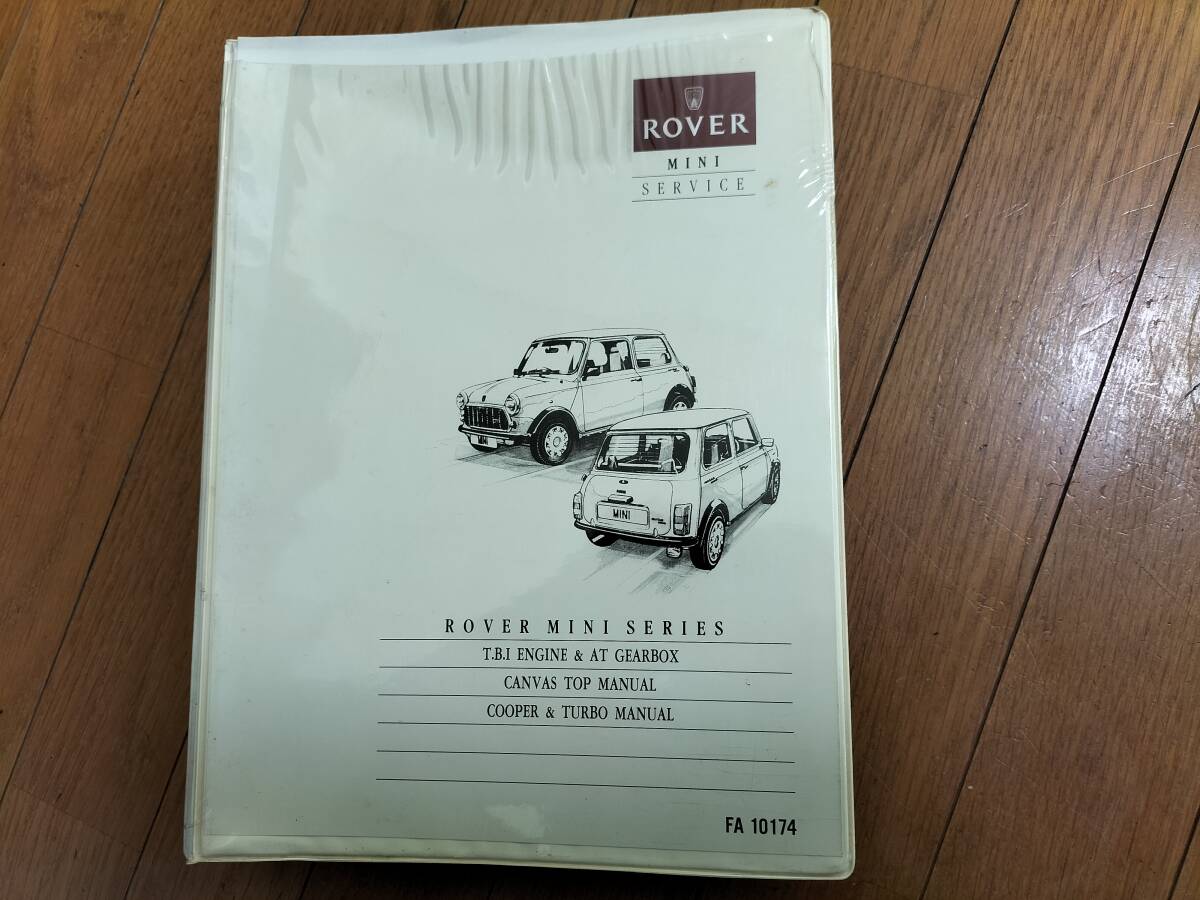 ROVER
MINI
SERVICE
MINI
ROVER MINI SERIES
T.B.I ENGINE & AT GEARBOX
CANVAS TOP MANUAL
COOPER & TURBO MANUAL
FA 10174